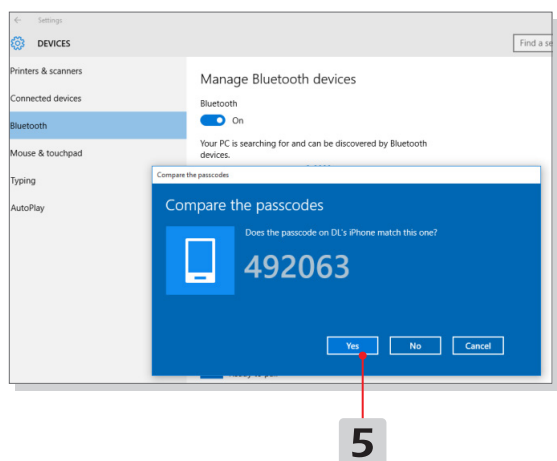 Settings
DEVICES
Find a se
Printers & scanners
Connected devices
Bluetooth
Mouse & touchpad
Typing
AutoPlay
Manage Bluetooth devices
Bluetooth
On
Your PC is searching for and can be discovered by Bluetooth
devices.
Compare the passcodes
Compare the passcodes
Does the passcode on DL's iPhone match this one?
492063
Yes
No
Cancel
5